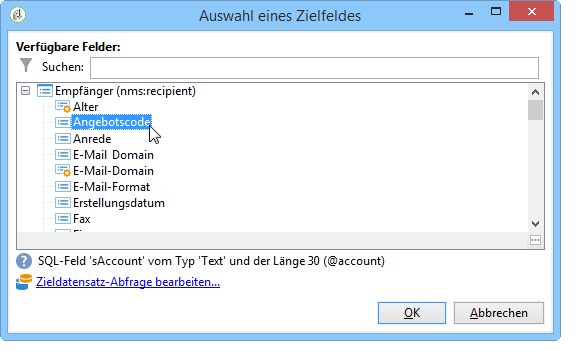 Auswahl eines Zielfeldes
Verfügbare Felder:
Suchen:
Empfänger (nms:recipient)
Alter
Angebotscode
Anrede
E-Mail Domain
E-Mail-Domain
E-Mail-Format
Erstellungsdatum
Fax
SQL-Feld 'sAccount' vom Typ 'Text' und der Länge 30 (@account)
Zieldatensatz-Abfrage bearbeiten...
OK
Abbrechen